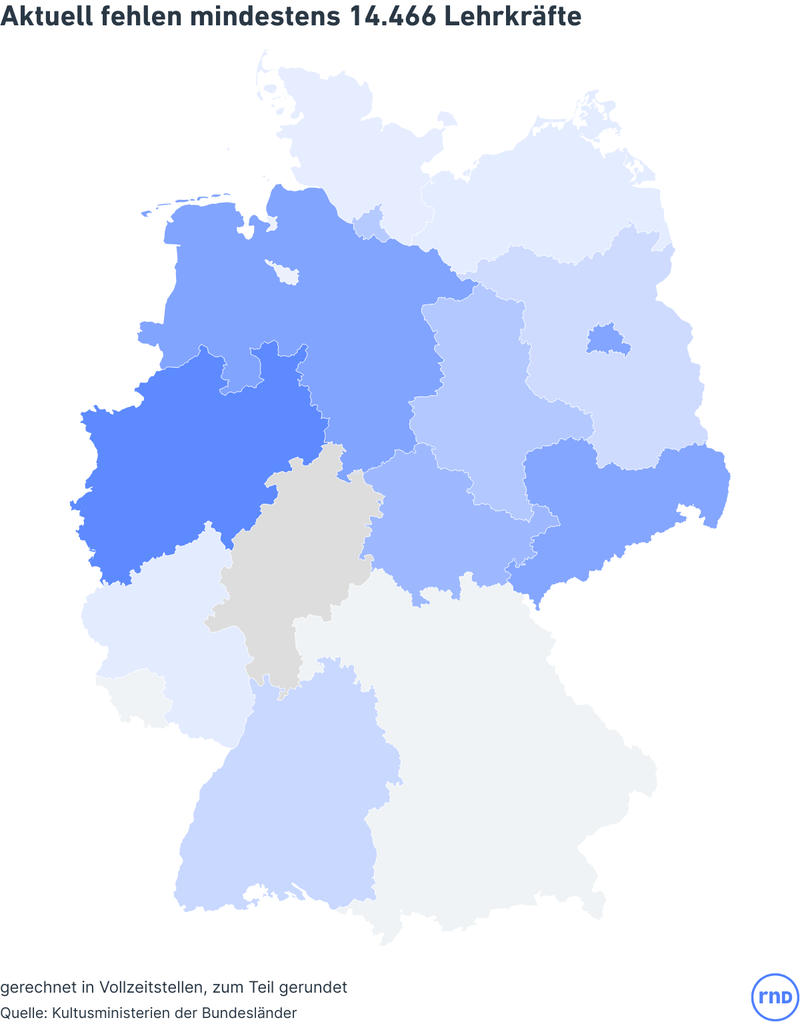 Aktuell fehlen mindestens 14.466 Lehrkräfte
gerechnet in Vollzeitstellen, zum Teil gerundet
Quelle: Kultusministerien der Bundesländer
rnD